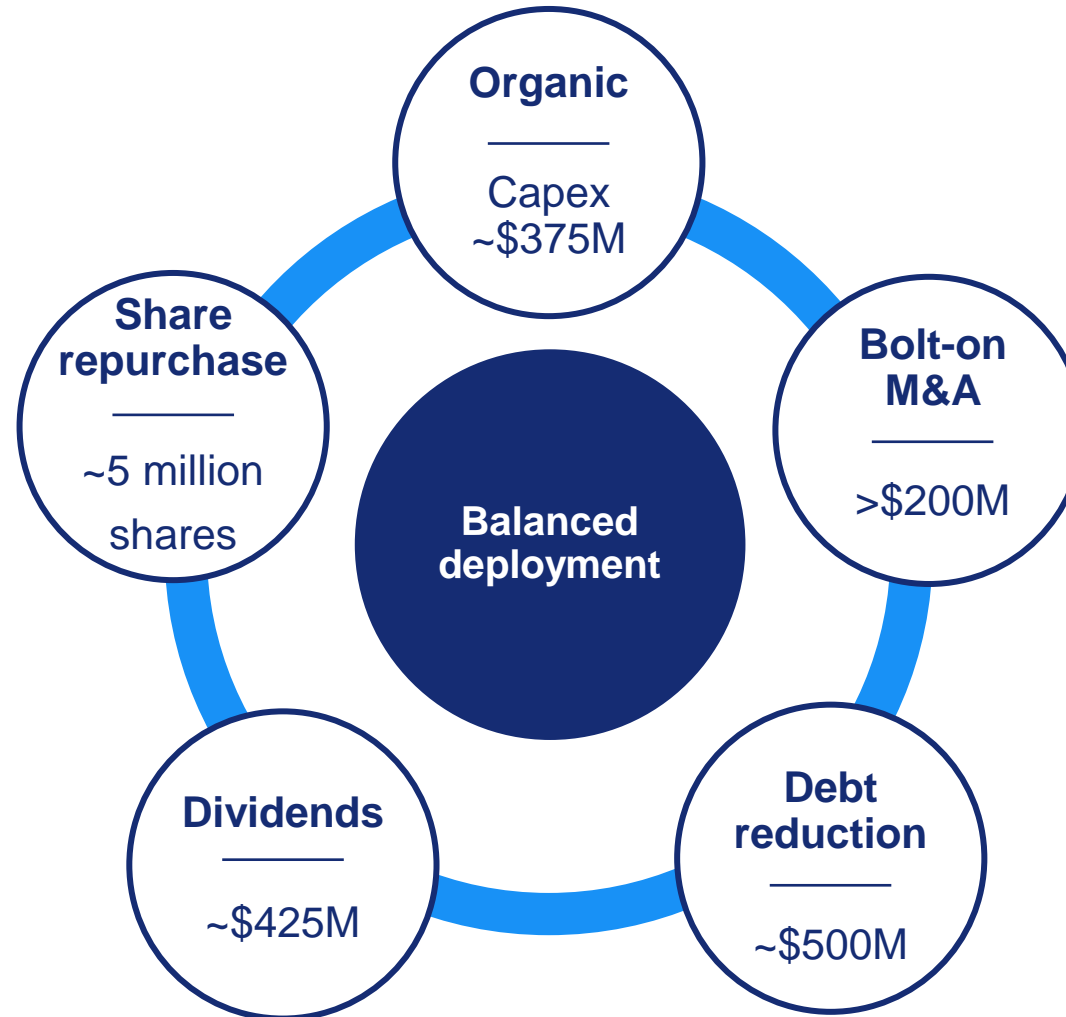 Organic
Capex
~$375M
Bolt-on
M&A
>$200M
Debt
reduction
~$500M
Dividends
~$425M
Share
repurchase
~5 million
shares
Balanced
deployment